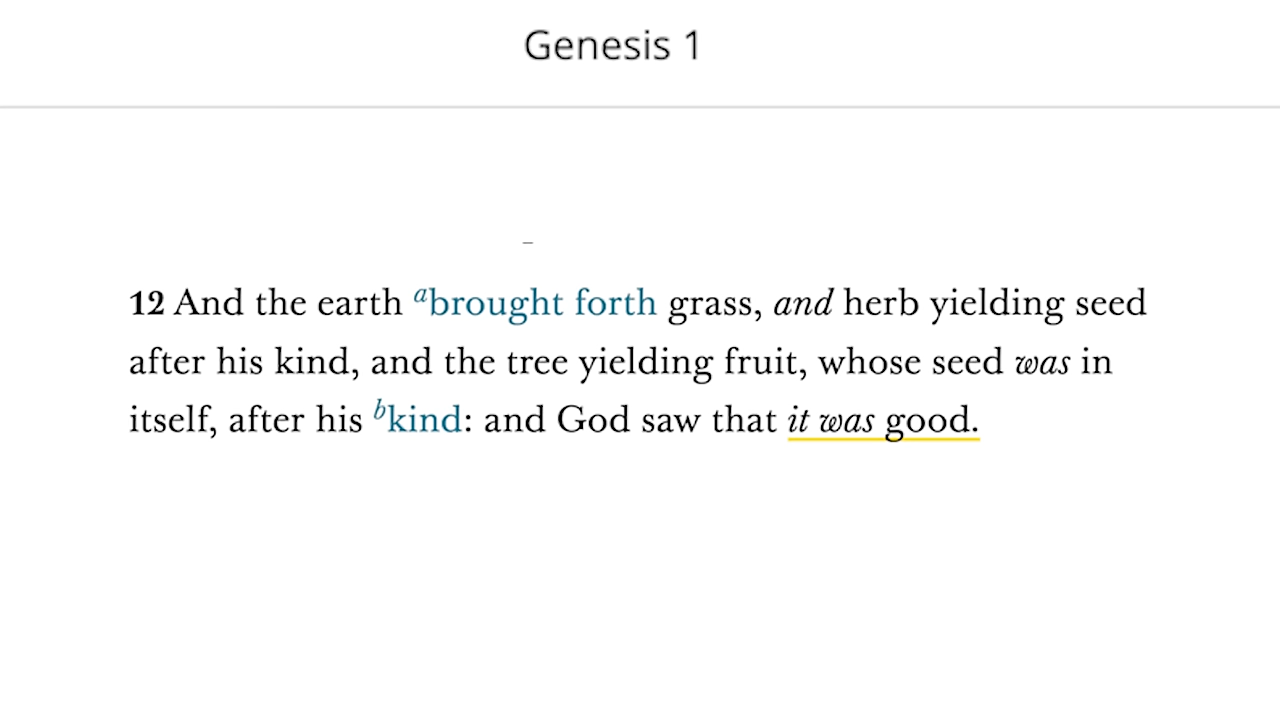 Genesis 1
12 And the earth ᵃbrought forth grass, and herb yielding seed
after his kind, and the tree yielding fruit, whose seed was in
itself, after his ᵇkind: and God saw that it was good.